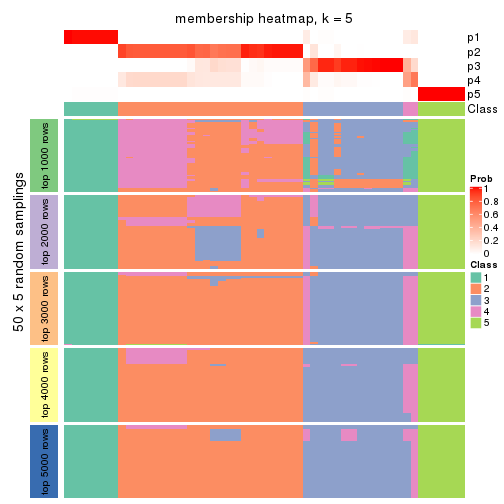 membership heatmap, k = 5
p1
p2
p3
p4
p5
Class
50 x 5 random samplings
top 1000 rows
top 2000 rows
top 3000 rows
top 4000 rows
top 5000 rows
Prob
1
0.8
0.6
0.4
0.2
0
Class
1
2
3
4
5